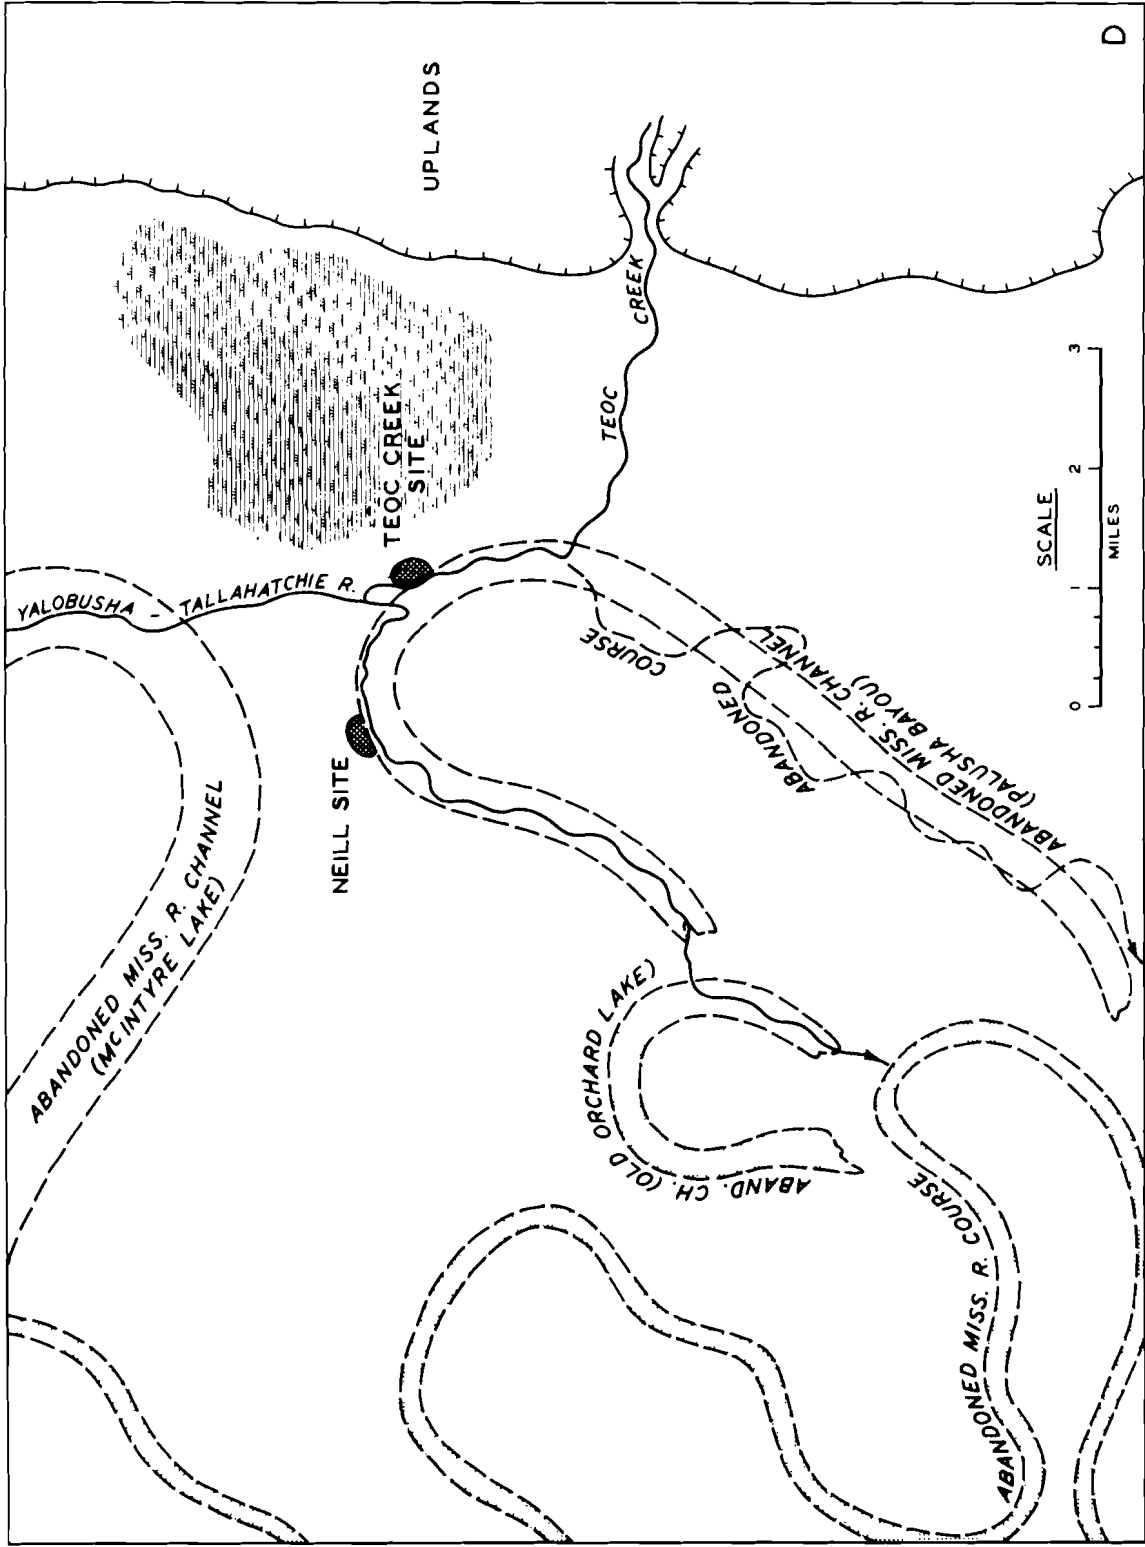 D
UPLANDS
YALOBUSHA - TALLAHATCHIE R.
TEOC CREEK
SITE
TEOC CREEK
NEILL SITE
ABANDONED MISS. R. CHANNEL
(MCINTYRE LAKE)
ABANDONED COURSE
ABANDONED MISS. R. CHANNEL
(PALUSHA BAYOU)
ABAND. CH. (OLD ORCHARD LAKE)
ABANDONED MISS. R. COURSE
SCALE
0 1 2 3
MILES